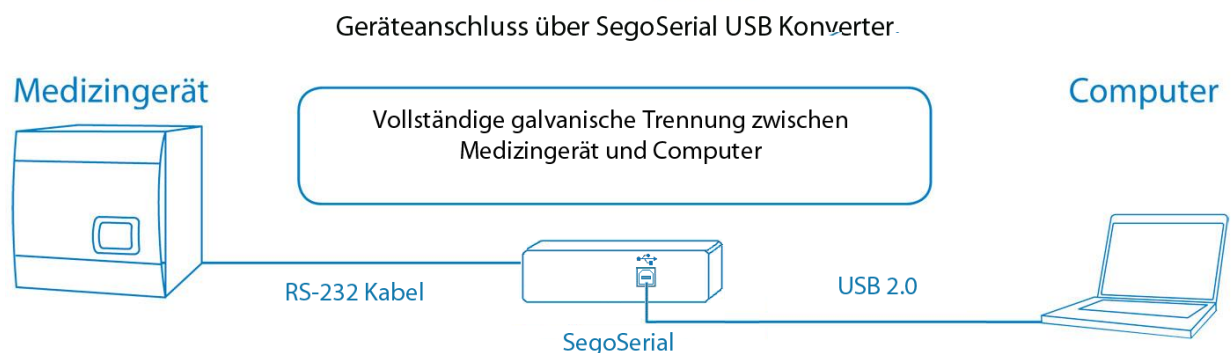 Geräteanschluss über SegoSerial USB Konverter
Medizingerät
Computer
Vollständige galvanische Trennung zwischen
Medizingerät und Computer
RS-232 Kabel
USB 2.0
SegoSerial